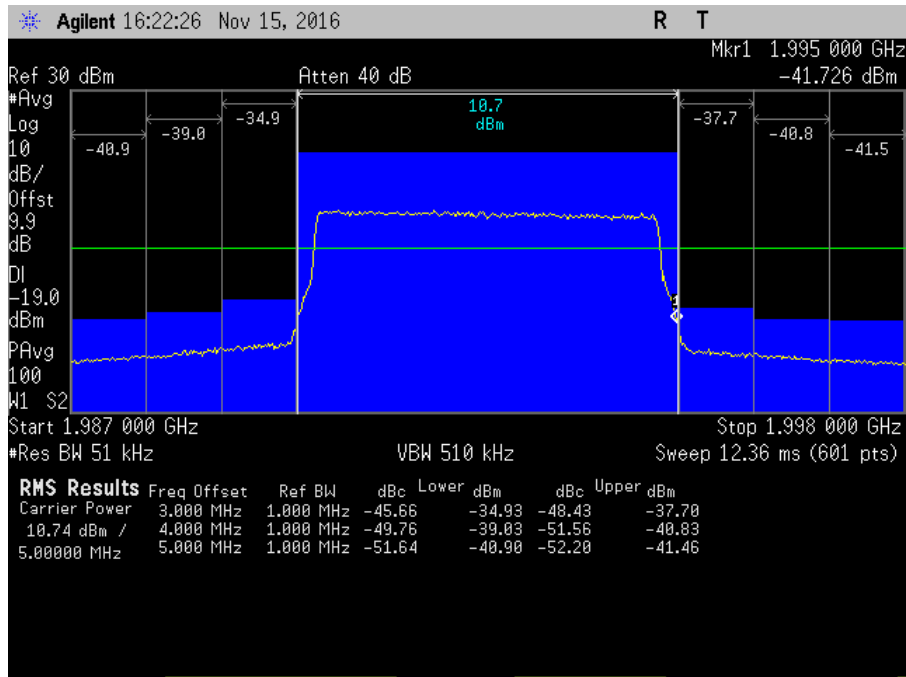 Agilent 16:22:26 Nov 15, 2016 R T
Mkr1 1.995 000 GHz
Ref 30 dBm Atten 40 dB -41.726 dBm
#Avg
Log
10
dB/
Offst
9.9
dB
DI
-19.0
dBm
PAvg
100
W1 S2
-40.9 -39.0 -34.9 10.7 dBm -37.7 -40.8 -41.5
1
Start 1.987 000 GHz Stop 1.998 000 GHz
#Res BW 51 kHz VBW 510 kHz Sweep 12.36 ms (601 pts)
RMS Results Freq Offset Ref BW dBc Lower dBm dBc Upper dBm
Carrier Power 3.000 MHz 1.000 MHz -45.66 -34.93 -48.43 -37.70
10.74 dBm / 4.000 MHz 1.000 MHz -49.76 -39.03 -51.56 -40.83
5.00000 MHz 5.000 MHz 1.000 MHz -51.64 -40.90 -52.20 -41.46